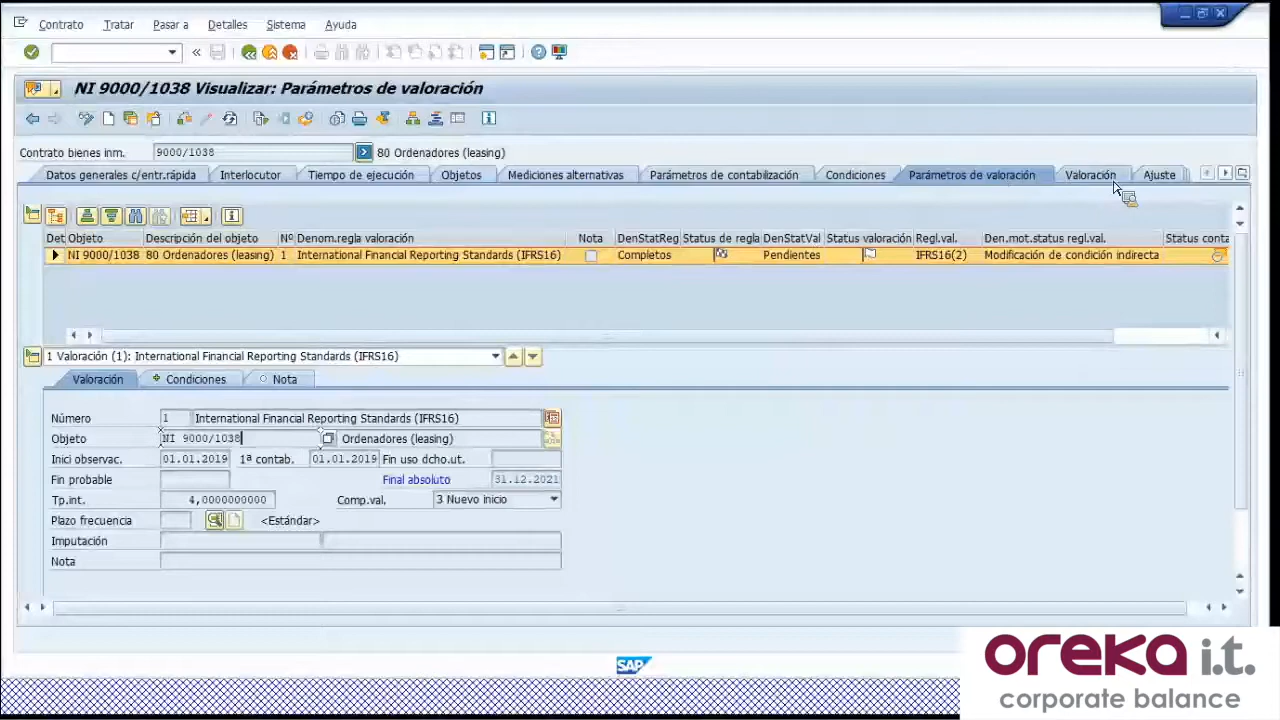 Contrato Tratar Pasar a Detalles Sistema Ayuda
NI 9000/1038 Visualizar: Parámetros de valoración
Contrato bienes inm. 9000/1038 80 Ordenadores (leasing)
Datos generales c/entr.rápida Interlocutor Tiempo de ejecución Objetos Mediciones alternativas Parámetros de contabilización Condiciones Parámetros de valoración Valoración Ajuste
Det Objeto Descripción del objeto Nº Denom.regla valoración Nota DenStatReg Status de regla DenStatVal Status valoración Regl.val. Den.mot.status regl.val. Status conta
NI 9000/1038 80 Ordenadores (leasing) 1 International Financial Reporting Standards (IFRS16) Completos Pendientes IFRS16(2) Modificación de condición indirecta
1 Valoración (1): International Financial Reporting Standards (IFRS16)
Valoración Condiciones Nota
Número 1 International Financial Reporting Standards (IFRS16)
Objeto NI 9000/1038 Ordenadores (leasing)
Inici observac. 01.01.2019 1ª contab. 01.01.2019 Fin uso dcho.ut.
Fin probable Final absoluto 31.12.2021
Tp.int. 4,0000000000 Comp.val. 3 Nuevo inicio
Plazo frecuencia <Estándar>
Imputación
Nota
SAP
oreka i.t.
corporate balance